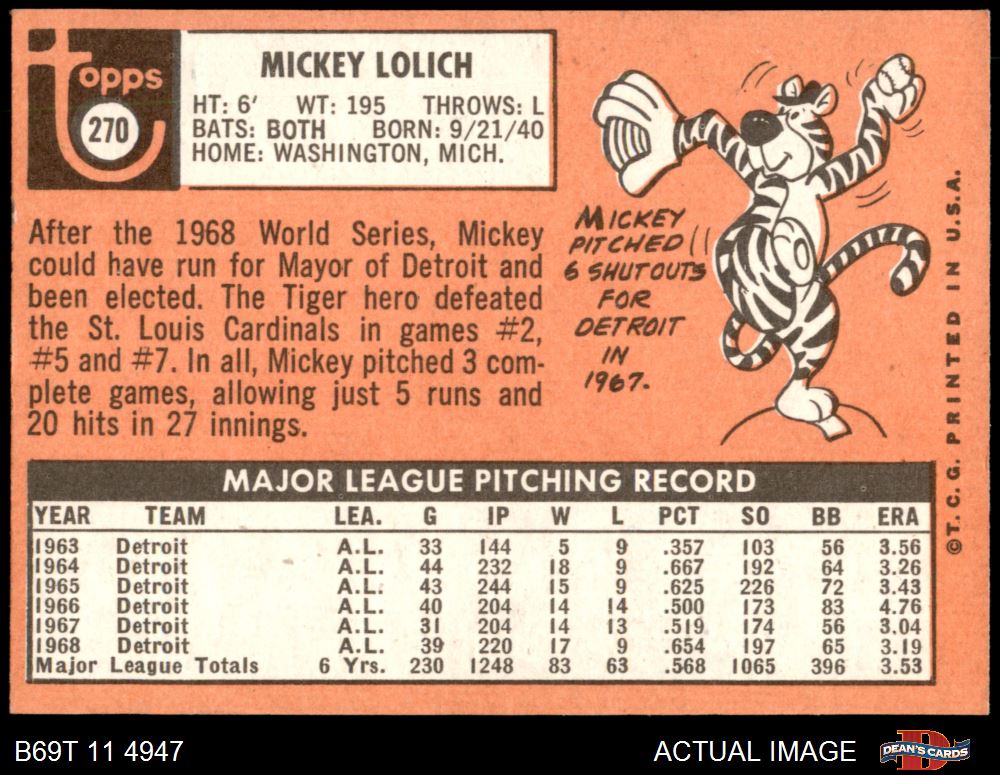 Topps
270
MICKEY LOLICH
HT: 6' WT: 195 THROWS: L
BATS: BOTH BORN: 9/21/40
HOME: WASHINGTON, MICH.
After the 1968 World Series, Mickey
could have run for Mayor of Detroit and
been elected. The Tiger hero defeated
the St. Louis Cardinals in games #2,
#5 and #7. In all, Mickey pitched 3 com-
plete games, allowing just 5 runs and
20 hits in 27 innings.
MICKEY
PITCHED
6 SHUTOUTS
FOR
DETROIT
IN
1967.
©T.C.G. PRINTED IN U.S.A.
MAJOR LEAGUE PITCHING RECORD
YEAR TEAM LEA. G IP W L PCT SO BB ERA
1963 Detroit A.L. 33 144 5 9 .357 103 56 3.56
1964 Detroit A.L. 44 232 18 9 .667 192 64 3.26
1965 Detroit A.L. 43 244 15 9 .625 226 72 3.43
1966 Detroit A.L. 40 204 14 14 .500 173 83 4.76
1967 Detroit A.L. 31 204 14 13 .519 174 56 3.04
1968 Detroit A.L. 39 220 17 9 .654 197 65 3.19
Major League Totals 6 Yrs. 230 1248 83 63 .568 1065 396 3.53
B69T 11 4947 ACTUAL IMAGE DEAN'S CARDS